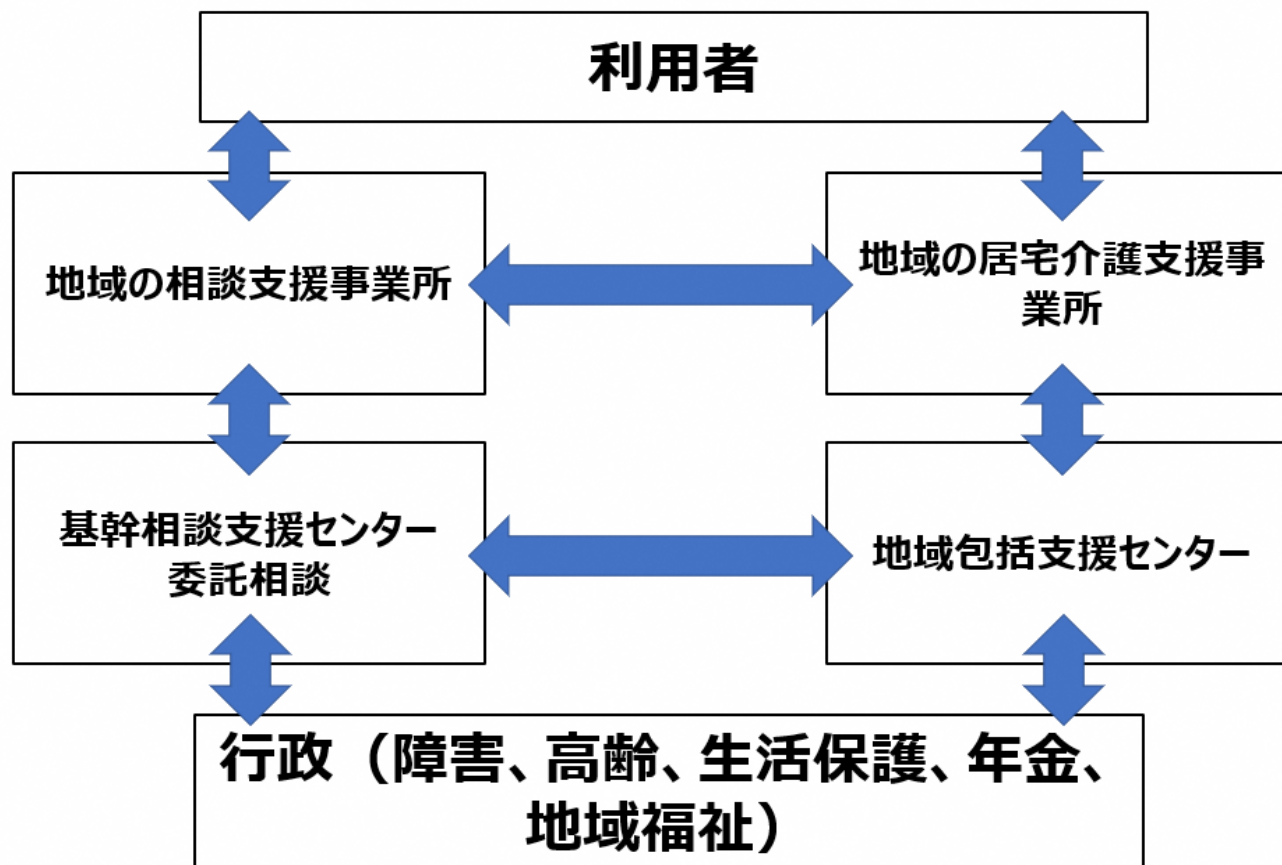 利用者
地域の相談支援事業所
地域の居宅介護支援事
業所
基幹相談支援センター
委託相談
地域包括支援センター
行政（障害、高齢、生活保護、年金、
地域福祉）